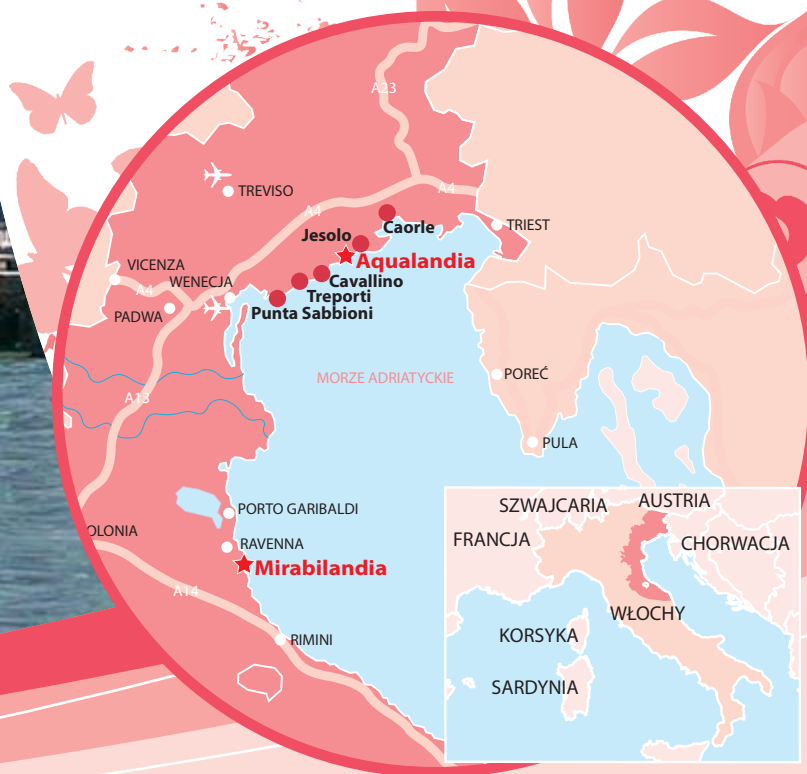 A23
TREVISO
A4
A4
Caorle
TRIEST
Jesolo
Aqualandia
VICENZA
WENECJA
Cavallino
A4
Treporti
PADWA
Punta Sabbioni
MORZE ADRIATYCKIE
POREĆ
A13
PULA
PORTO GARIBALDI
OLONIA
RAVENNA
Mirabilandia
A14
RIMINI
SZWAJCARIA
AUSTRIA
FRANCJA
CHORWACJA
WŁOCHY
KORSYKA
SARDYNIA